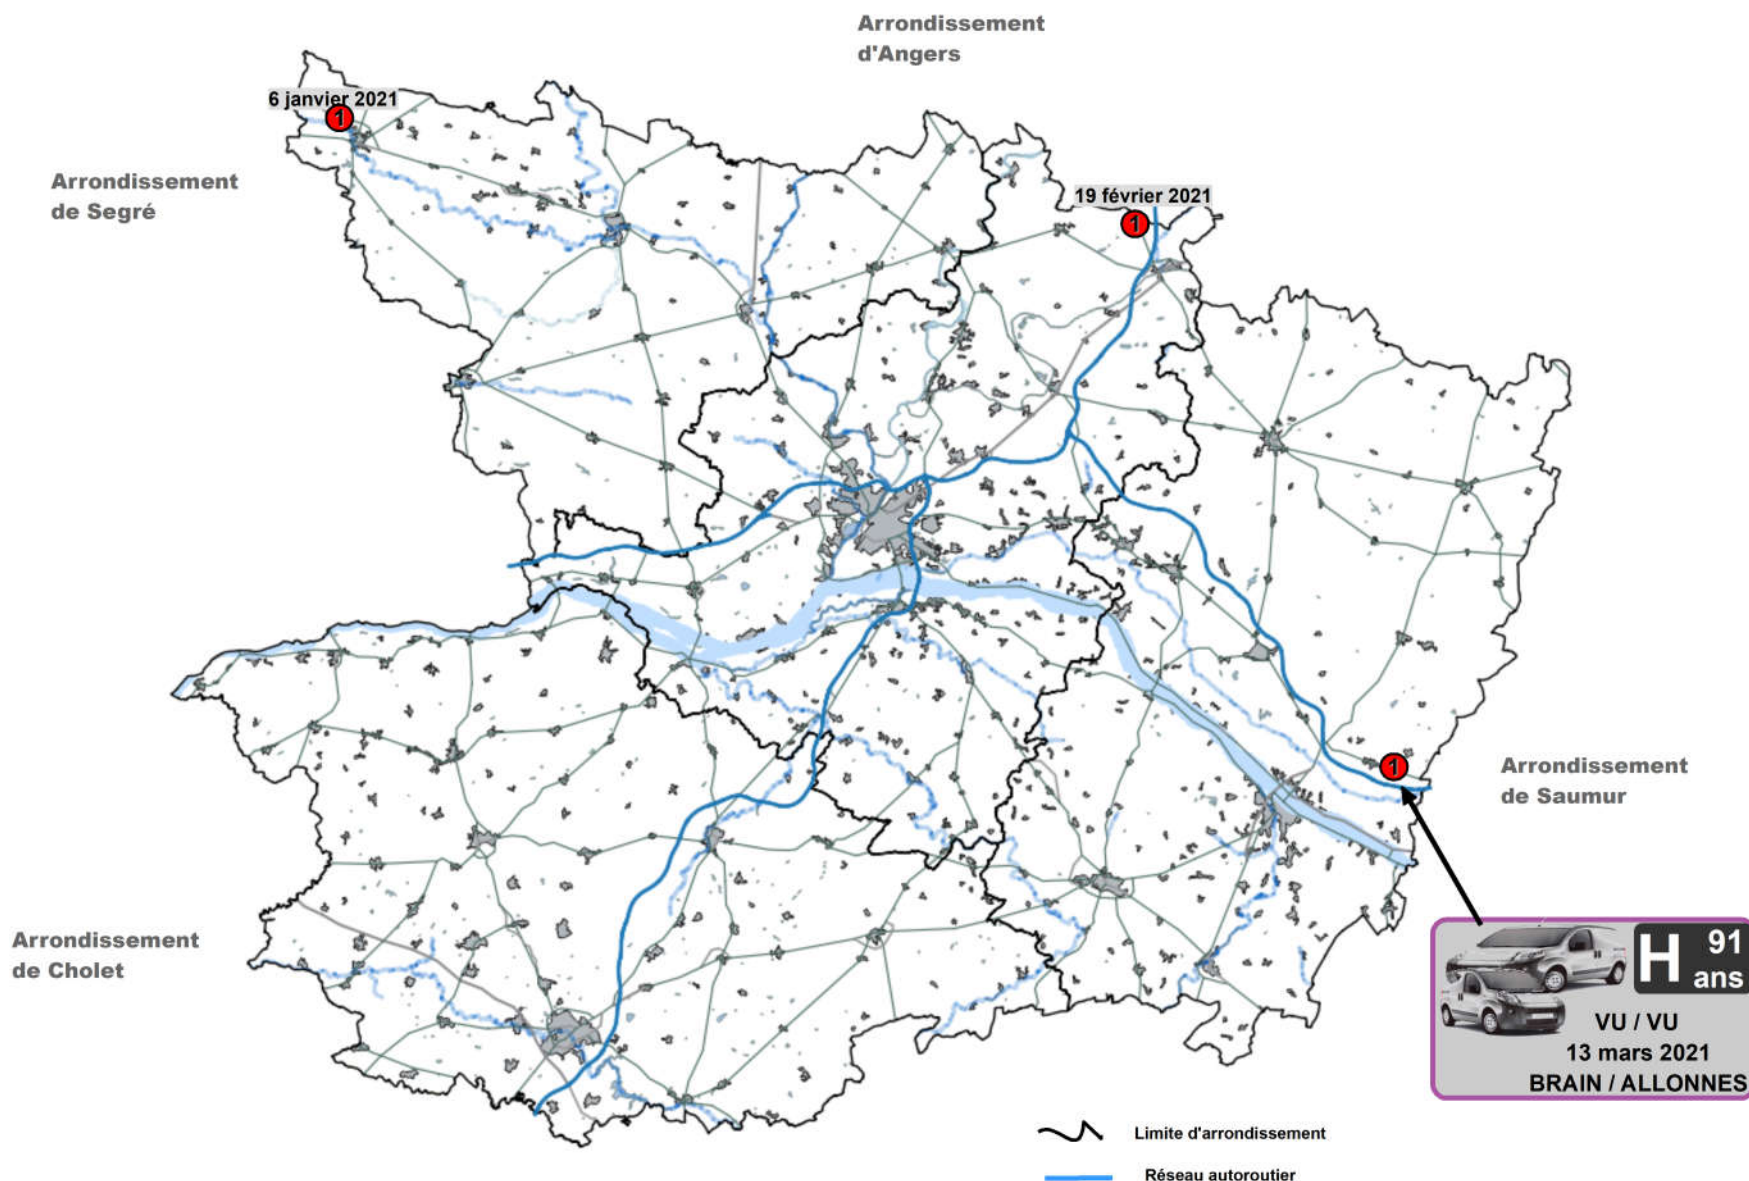 Arrondissement
d'Angers
6 janvier 2021
1
Arrondissement
de Segré
19 février 2021
1
1
Arrondissement
de Saumur
Arrondissement
de Cholet
H 91
ans
VU / VU
13 mars 2021
BRAIN / ALLONNES
Limite d'arrondissement
Réseau autoroutier